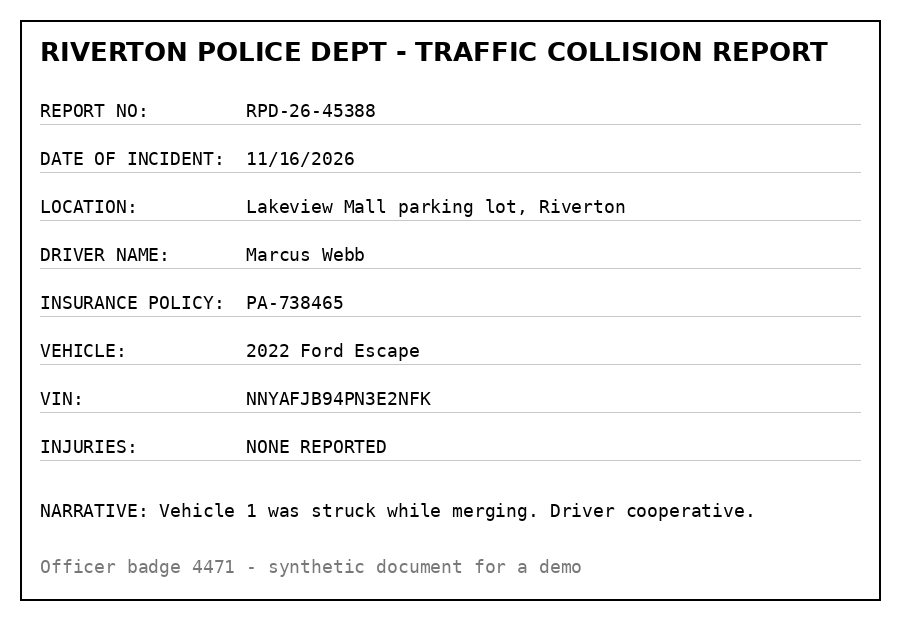 RIVERTON POLICE DEPT - TRAFFIC COLLISION REPORT
REPORT NO: RPD-26-45388
DATE OF INCIDENT: 11/16/2026
LOCATION: Lakeview Mall parking lot, Riverton
DRIVER NAME: Marcus Webb
INSURANCE POLICY: PA-738465
VEHICLE: 2022 Ford Escape
VIN: NNYAFJB94PN3E2NFK
INJURIES: NONE REPORTED
NARRATIVE: Vehicle 1 was struck while merging. Driver cooperative.
Officer badge 4471 - synthetic document for a demo